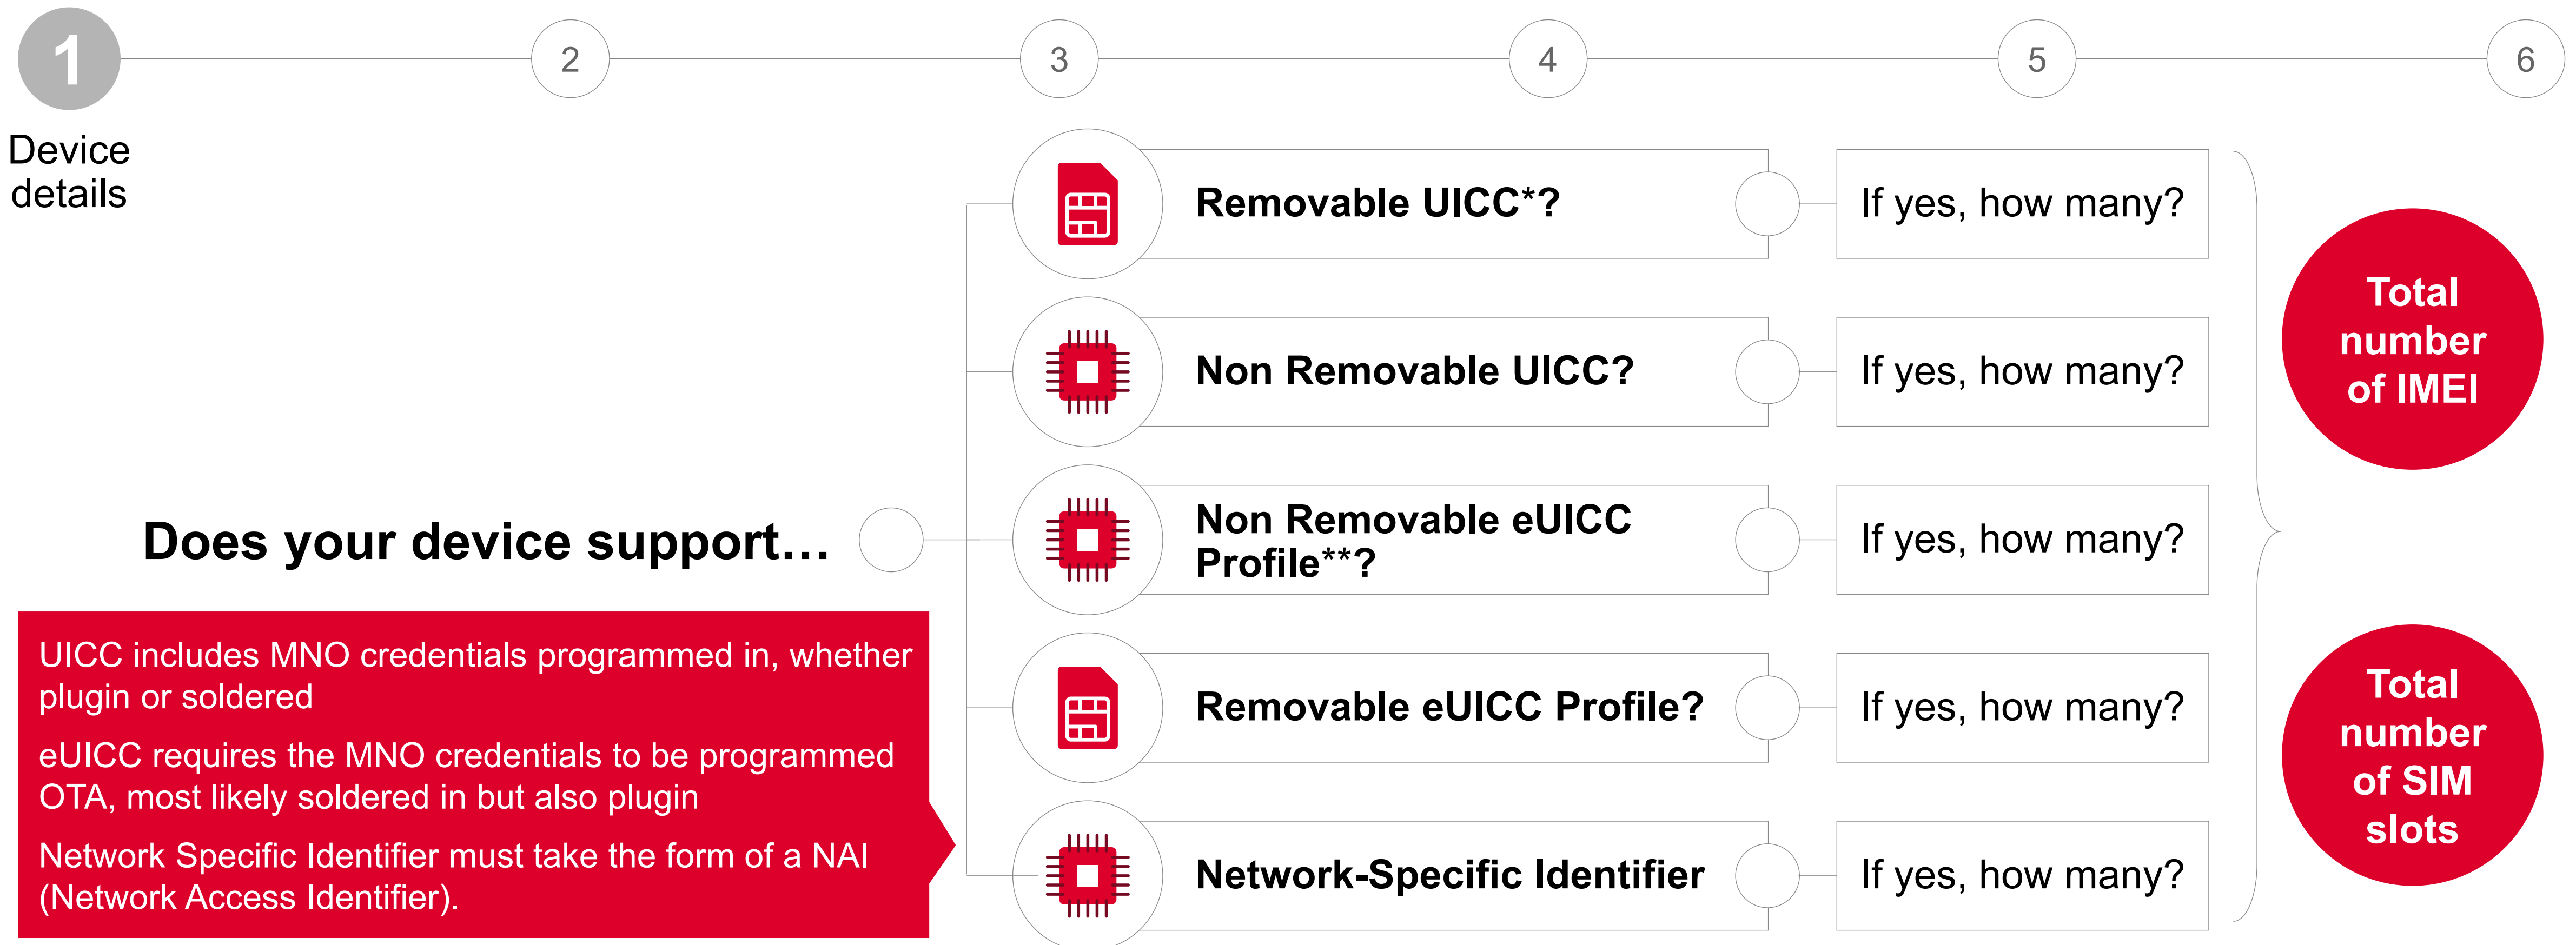 1
2
3
4
5
6
Device
details
Does your device support…
Removable UICC*?
If yes, how many?
Non Removable UICC?
If yes, how many?
Non Removable eUICC
Profile**?
If yes, how many?
Removable eUICC Profile?
If yes, how many?
Network-Specific Identifier
If yes, how many?
Total
number
of IMEI
Total
number
of SIM
slots
UICC includes MNO credentials programmed in, whether
plugin or soldered
eUICC requires the MNO credentials to be programmed
OTA, most likely soldered in but also plugin
Network Specific Identifier must take the form of a NAI
(Network Access Identifier).